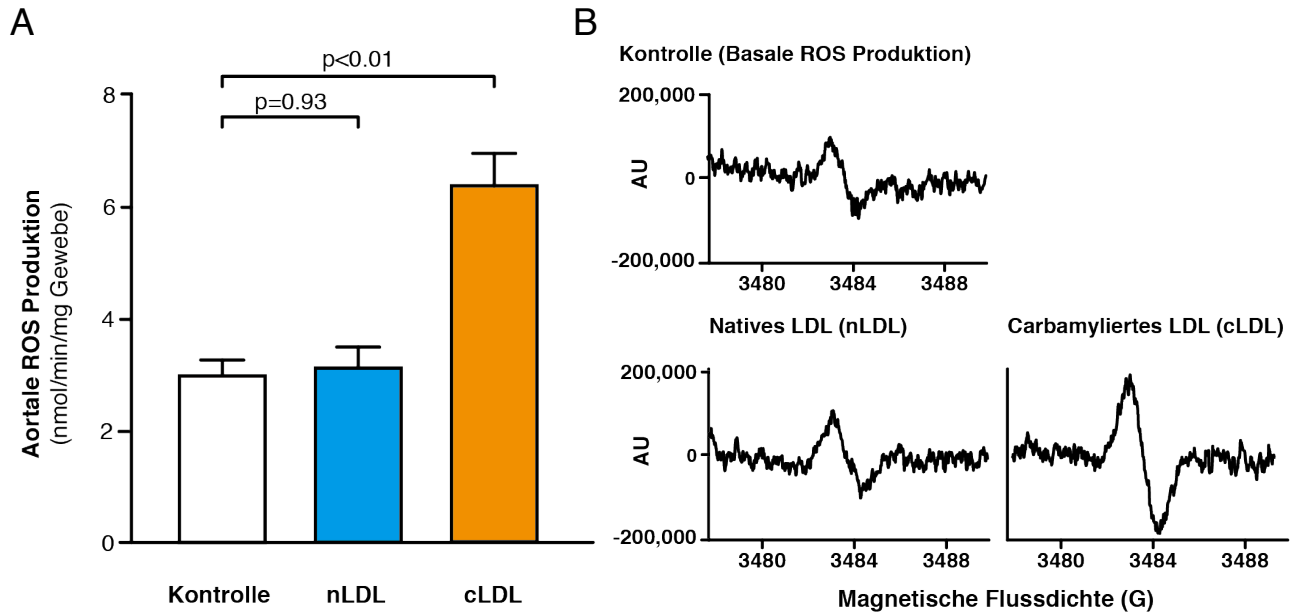 A
p<0.01
p=0.93
8
6
4
2
0
Aortale ROS Produktion
(nmol/min/mg Gewebe)
Kontrolle
nLDL
cLDL
B
Kontrolle (Basale ROS Produktion)
200,000
0
-200,000
AU
3480
3484
3488
Natives LDL (nLDL)
200,000
0
-200,000
AU
3480
3484
3488
Carbamyliertes LDL (cLDL)
3480
3484
3488
Magnetische Flussdichte (G)